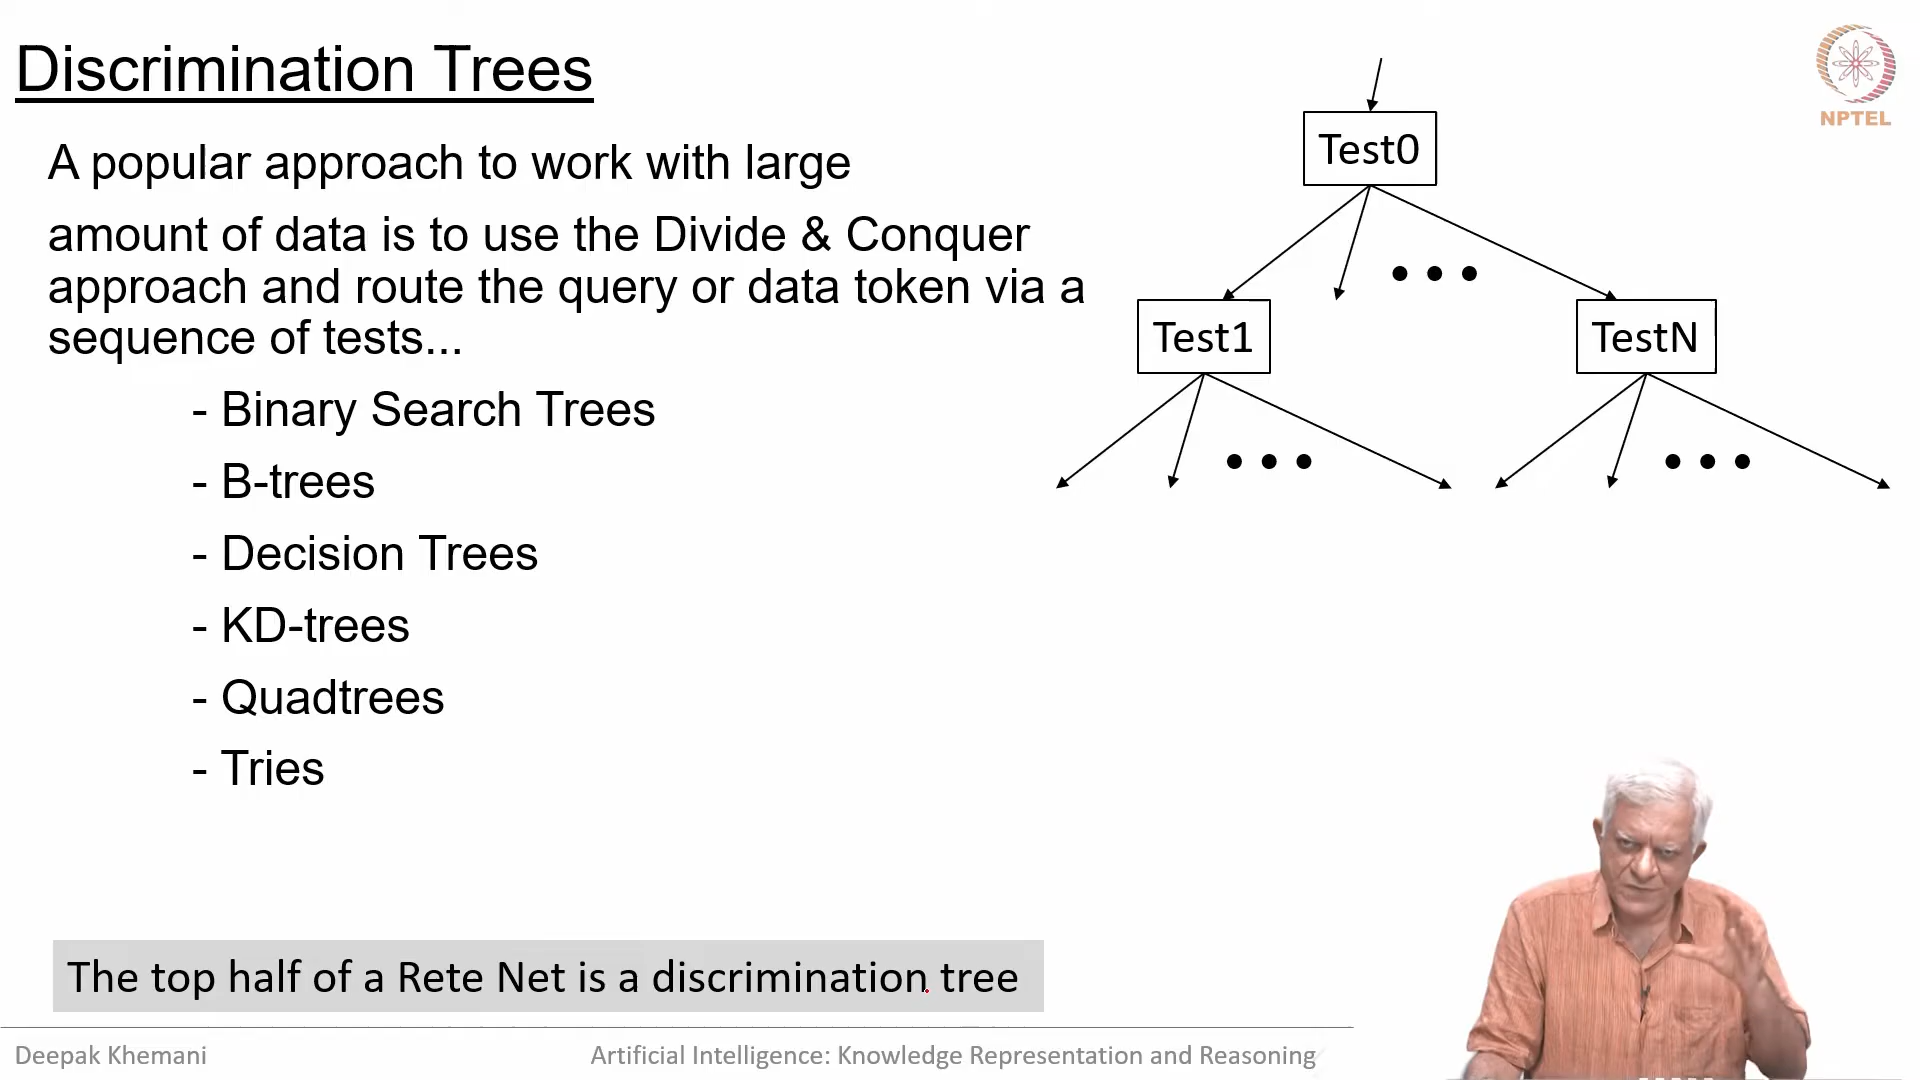 Discrimination Trees
A popular approach to work with large
amount of data is to use the Divide & Conquer
approach and route the query or data token via a
sequence of tests...
- Binary Search Trees
- B-trees
- Decision Trees
- KD-trees
- Quadtrees
- Tries
The top half of a Rete Net is a discrimination tree
Test0
Test1
TestN
NPTEL
Deepak Khemani
Artificial Intelligence: Knowledge Representation and Reasoning